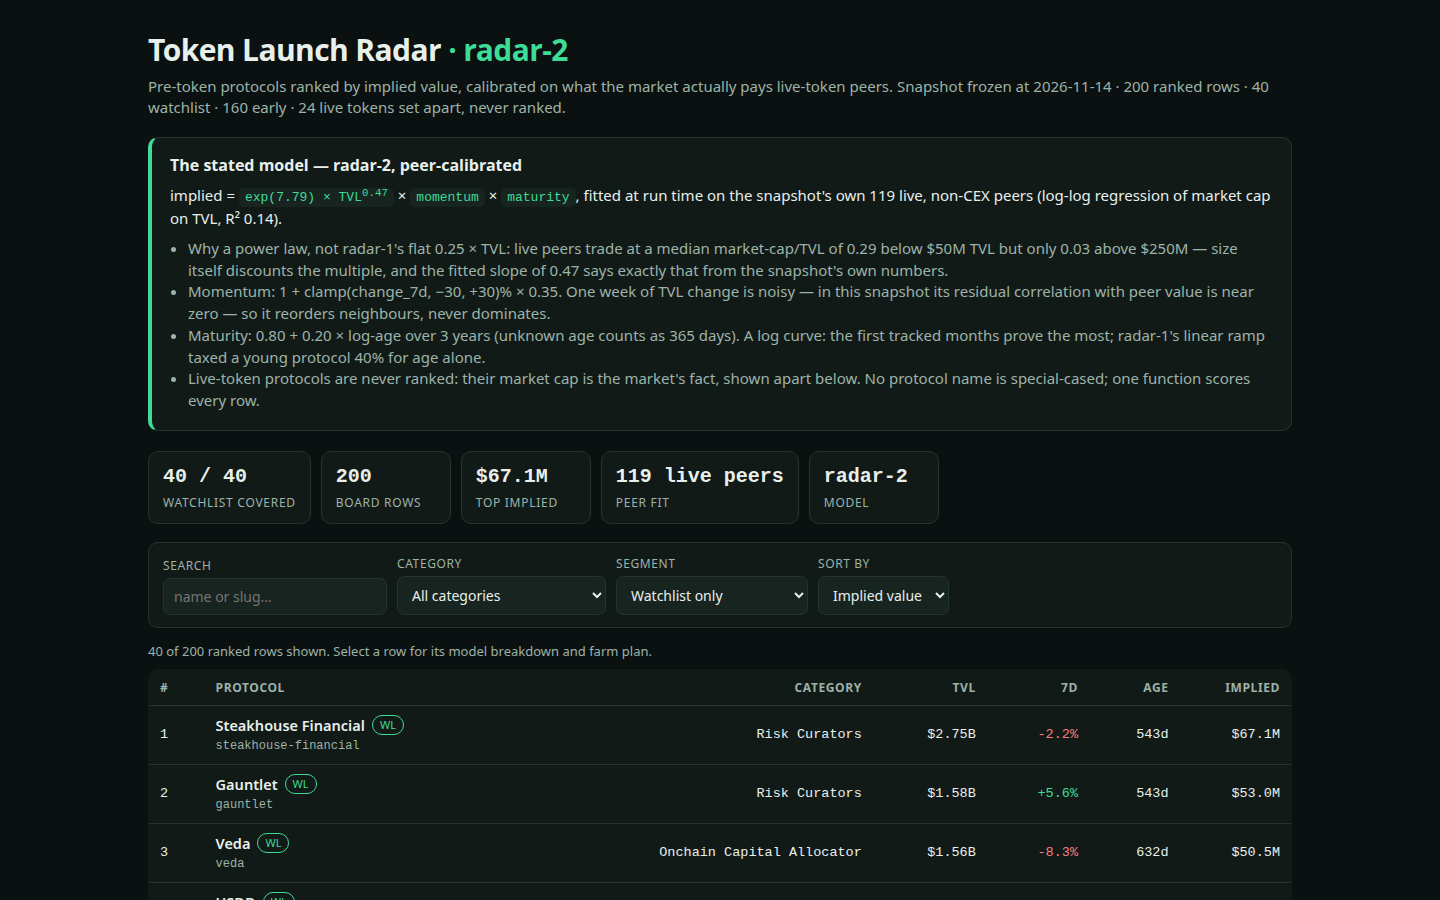 Token Launch Radar · radar-2
Pre-token protocols ranked by implied value, calibrated on what the market actually pays live-token peers. Snapshot frozen at 2026-11-14 · 200 ranked rows · 40
watchlist · 160 early · 24 live tokens set apart, never ranked.
The stated model — radar-2, peer-calibrated
implied = exp(7.79) × TVL^0.47 × momentum × maturity , fitted at run time on the snapshot's own 119 live, non-CEX peers (log-log regression of market cap
on TVL, R² 0.14).
• Why a power law, not radar-1's flat 0.25 × TVL: live peers trade at a median market-cap/TVL of 0.29 below $50M TVL but only 0.03 above $250M — size
itself discounts the multiple, and the fitted slope of 0.47 says exactly that from the snapshot's own numbers.
• Momentum: 1 + clamp(change_7d, −30, +30)% × 0.35. One week of TVL change is noisy — in this snapshot its residual correlation with peer value is near
zero — so it reorders neighbours, never dominates.
• Maturity: 0.80 + 0.20 × log-age over 3 years (unknown age counts as 365 days). A log curve: the first tracked months prove the most; radar-1's linear ramp
taxed a young protocol 40% for age alone.
• Live-token protocols are never ranked: their market cap is the market's fact, shown apart below. No protocol name is special-cased; one function scores
every row.
40 / 40 200 $67.1M 119 live peers radar-2
WATCHLIST COVERED BOARD ROWS TOP IMPLIED PEER FIT MODEL
SEARCH CATEGORY SEGMENT SORT BY
name or slug... All categories Watchlist only Implied value
40 of 200 ranked rows shown. Select a row for its model breakdown and farm plan.
# PROTOCOL CATEGORY TVL 7D AGE IMPLIED
1 Steakhouse Financial WL Risk Curators $2.75B -2.2% 543d $67.1M
steakhouse-financial
2 Gauntlet WL Risk Curators $1.58B +5.6% 543d $53.0M
gauntlet
3 Veda WL Onchain Capital Allocator $1.56B -8.3% 632d $50.5M
veda